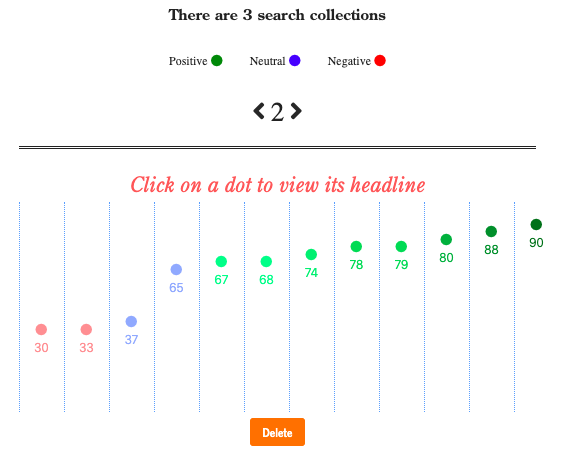 There are 3 search collections
Positive Neutral Negative
2
Click on a dot to view its headline
30 33 37 65 67 68 74 78 79 80 88 90
Delete